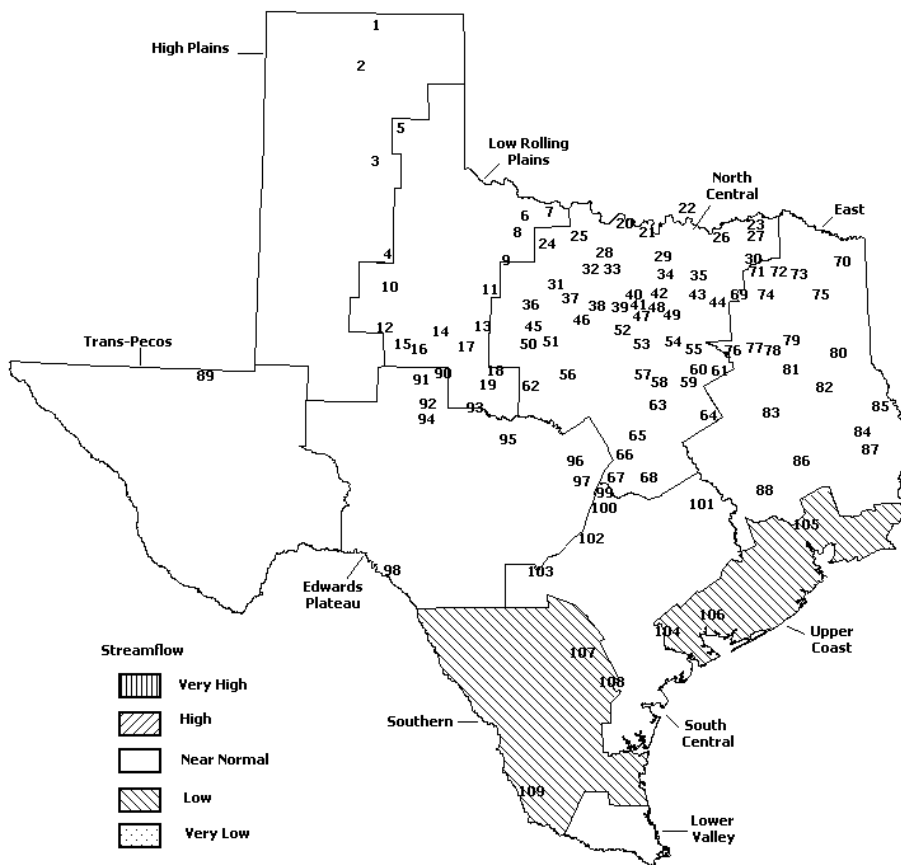 1
High Plains
2
5
Low Rolling
Plains
3
North
Central
22
East
6 7
20
23
8
21
26 27
25
24
28
29
30
4
9
70
32 33
34 35
71 72 73
10
11
31
40 42 43
69 74 75
36 37
38 39 41 48 44
12
13
45 46
47 49
14
52
Trans-Pecos
15 16 17
50 51
53 54 55
76 77 78 79
80
89
91 90 18
56
57 58 59 60 61
81
19 62
82
92 93
63
64
83
85
94
95
65
84
66
87
96
86
97 67 68
88
99
100
101
105
102
98
103
Edwards
Plateau
106
104
Upper
Coast
Streamflow
107
Very High
108
High
Southern
South
Central
Near Normal
109
Low
Lower
Valley
Very Low